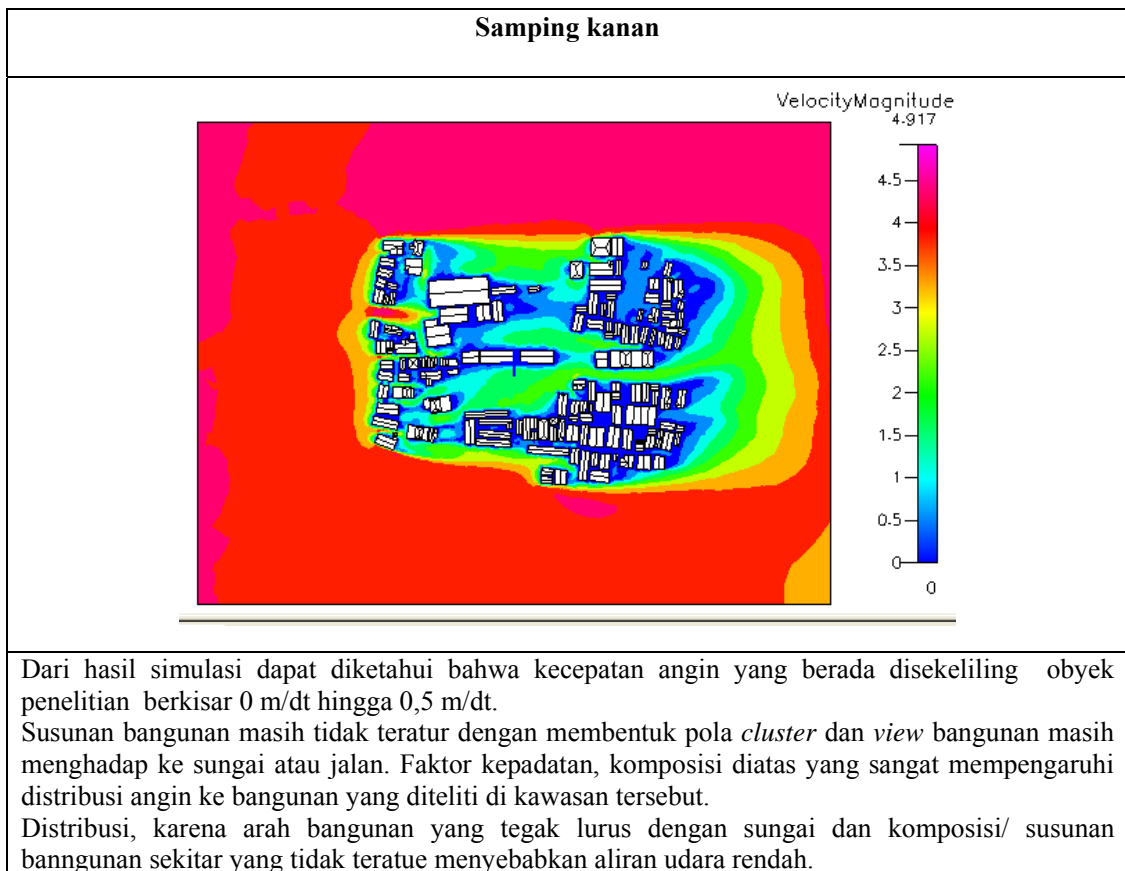 Samping kanan
VelocityMagnitude
4.917
4.5
4
3.5
3
2.5
2
1.5
1
0.5
0
0
Dari hasil simulasi dapat diketahui bahwa kecepatan angin yang berada disekeliling obyek
penelitian berkisar 0 m/dt hingga 0,5 m/dt.
Susunan bangunan masih tidak teratur dengan membentuk pola cluster dan view bangunan masih
menghadap ke sungai atau jalan. Faktor kepadatan, komposisi diatas yang sangat mempengaruhi
distribusi angin ke bangunan yang diteliti di kawasan tersebut.
Distribusi, karena arah bangunan yang tegak lurus dengan sungai dan komposisi/ susunan
banngunan sekitar yang tidak teratue menyebabkan aliran udara rendah.